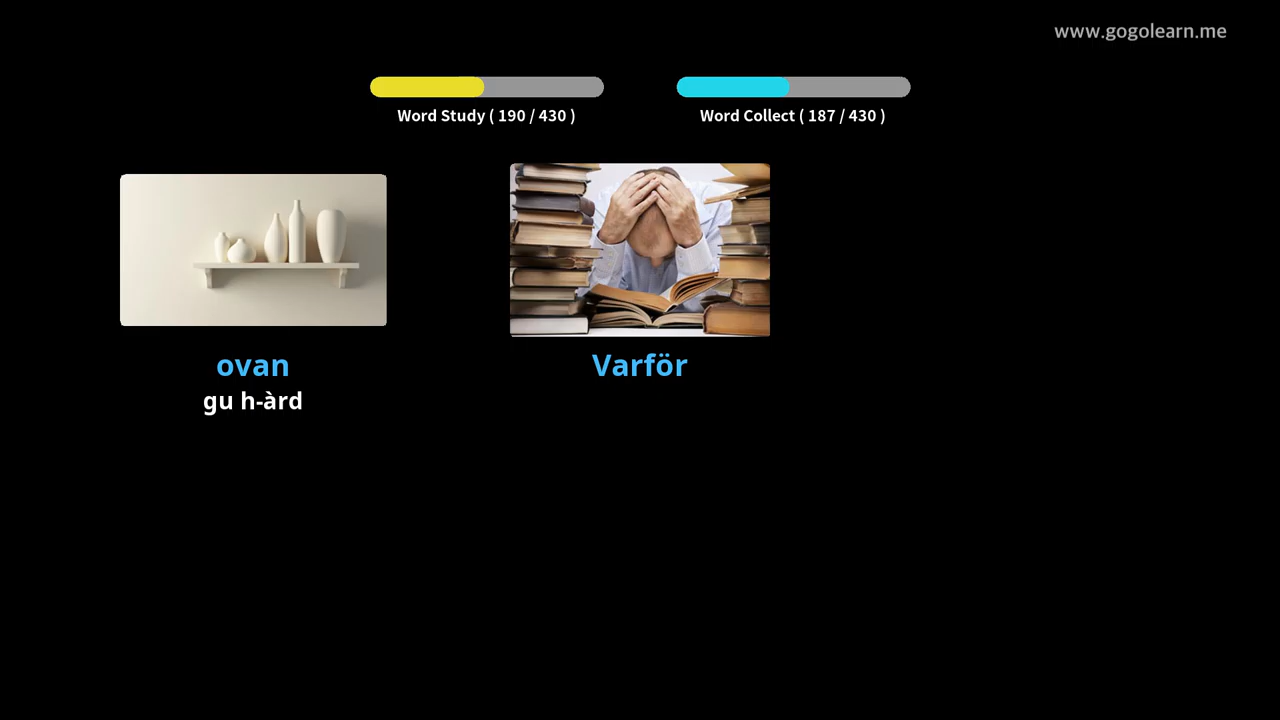 www.gogolearn.me
Word Study ( 190 / 430 )
Word Collect ( 187 / 430 )
ovan
gu h-àrd
Varför